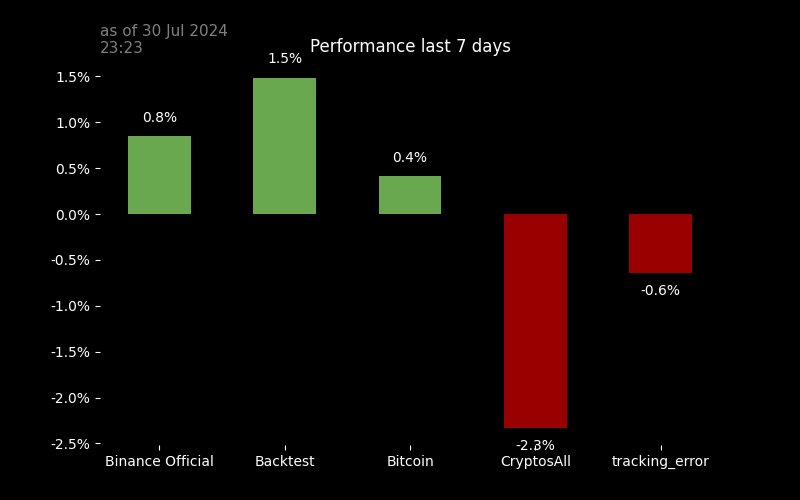 as of 30 Jul 2024
23:23
Performance last 7 days
1.5%
1.5%
1.0%
0.8%
0.5%
0.4%
0.0%
-0.5%
-0.6%
-1.0%
-1.5%
-2.0%
-2.5%
-2.3%
Binance Official
Backtest
Bitcoin
CryptosAll
tracking_error